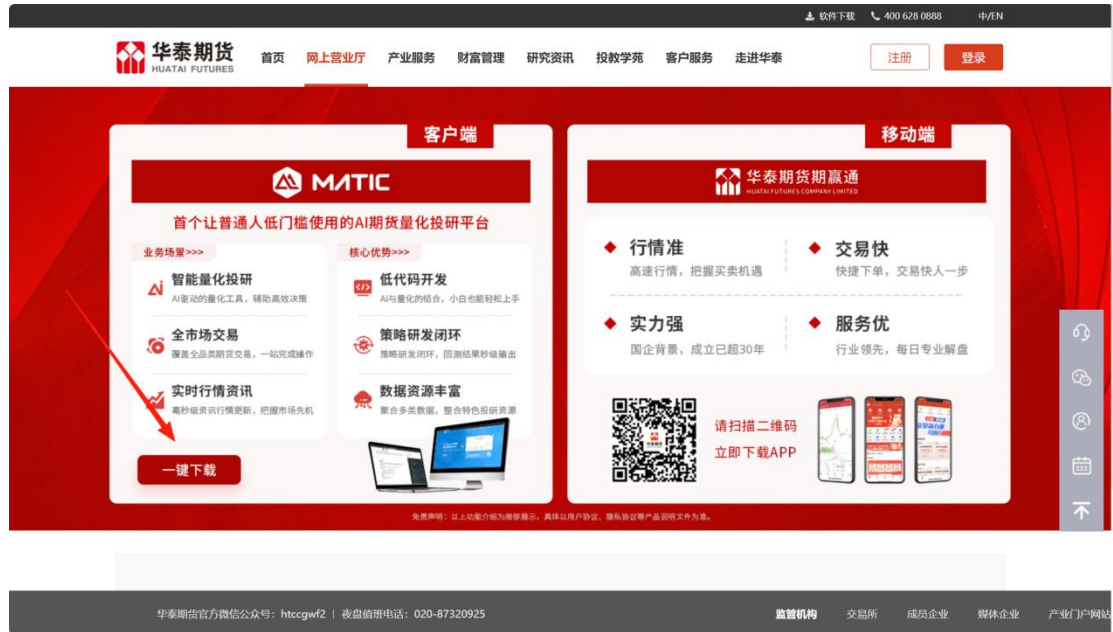 软件下载 400 628 0888 中/EN
华泰期货
HUATAI FUTURES
首页 网上营业厅 产业服务 财富管理 研究资讯 投教学苑 客户服务 走进华泰 注册 登录
客户端
MATIC
首个让普通人低门槛使用的AI期货量化投研平台
业务场景>>>
智能量化投研
AI驱动的量化工具，辅助高效决策
全市场交易
覆盖全品类期货交易，一站完成操作
实时行情资讯
毫秒级资讯行情更新，把握市场先机
核心优势>>>
低代码开发
AI与量化的结合，小白也能轻松上手
策略研发闭环
策略研发闭环，回测结果秒级输出
数据资源丰富
聚合多类数据，整合特色投研资源
一键下载
移动端
华泰期货期赢通
HUATAI FUTURES COMPANY LIMITED
行情准
高速行情，把握买卖机遇
交易快
快捷下单，交易快人一步
实力强
国企背景，成立已超30年
服务优
行业领先，每日专业解盘
请扫描二维码
立即下载APP
免责声明：以上功能介绍为局部展示，具体以用户协议、隐私协议等产品说明文件为准。
华泰期货官方微信公众号：htccgwf2 | 夜盘值班电话：020-87320925
监管机构 交易所 成员企业 媒体企业 产业门户网站